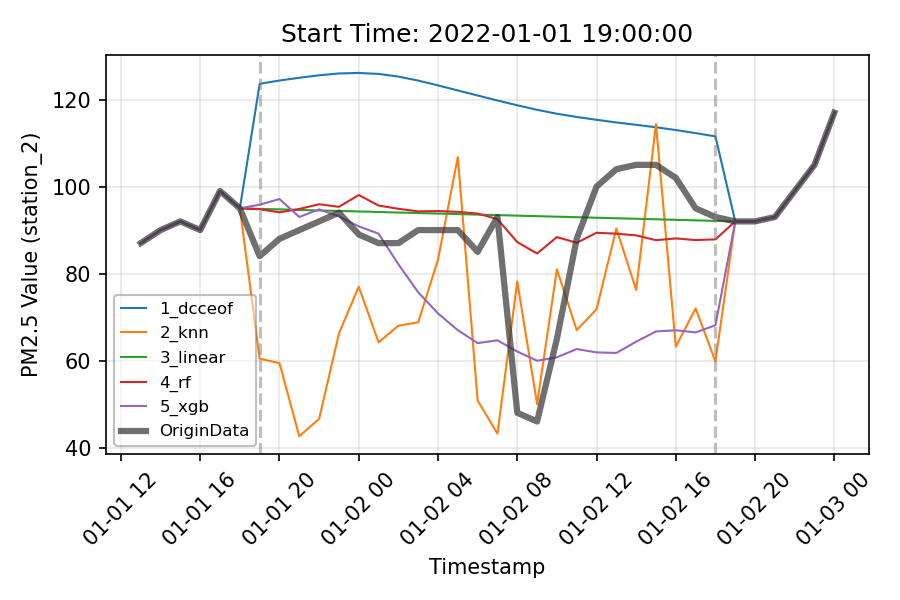 Start Time: 2022-01-01 19:00:00
PM2.5 Value (station_2)
120
100
80
60
40
1_dcceof
2_knn
3_linear
4_rf
5_xgb
OriginData
01-01 12
01-01 16
01-01 20
01-02 00
01-02 04
01-02 08
01-02 12
01-02 16
01-02 20
01-03 00
Timestamp